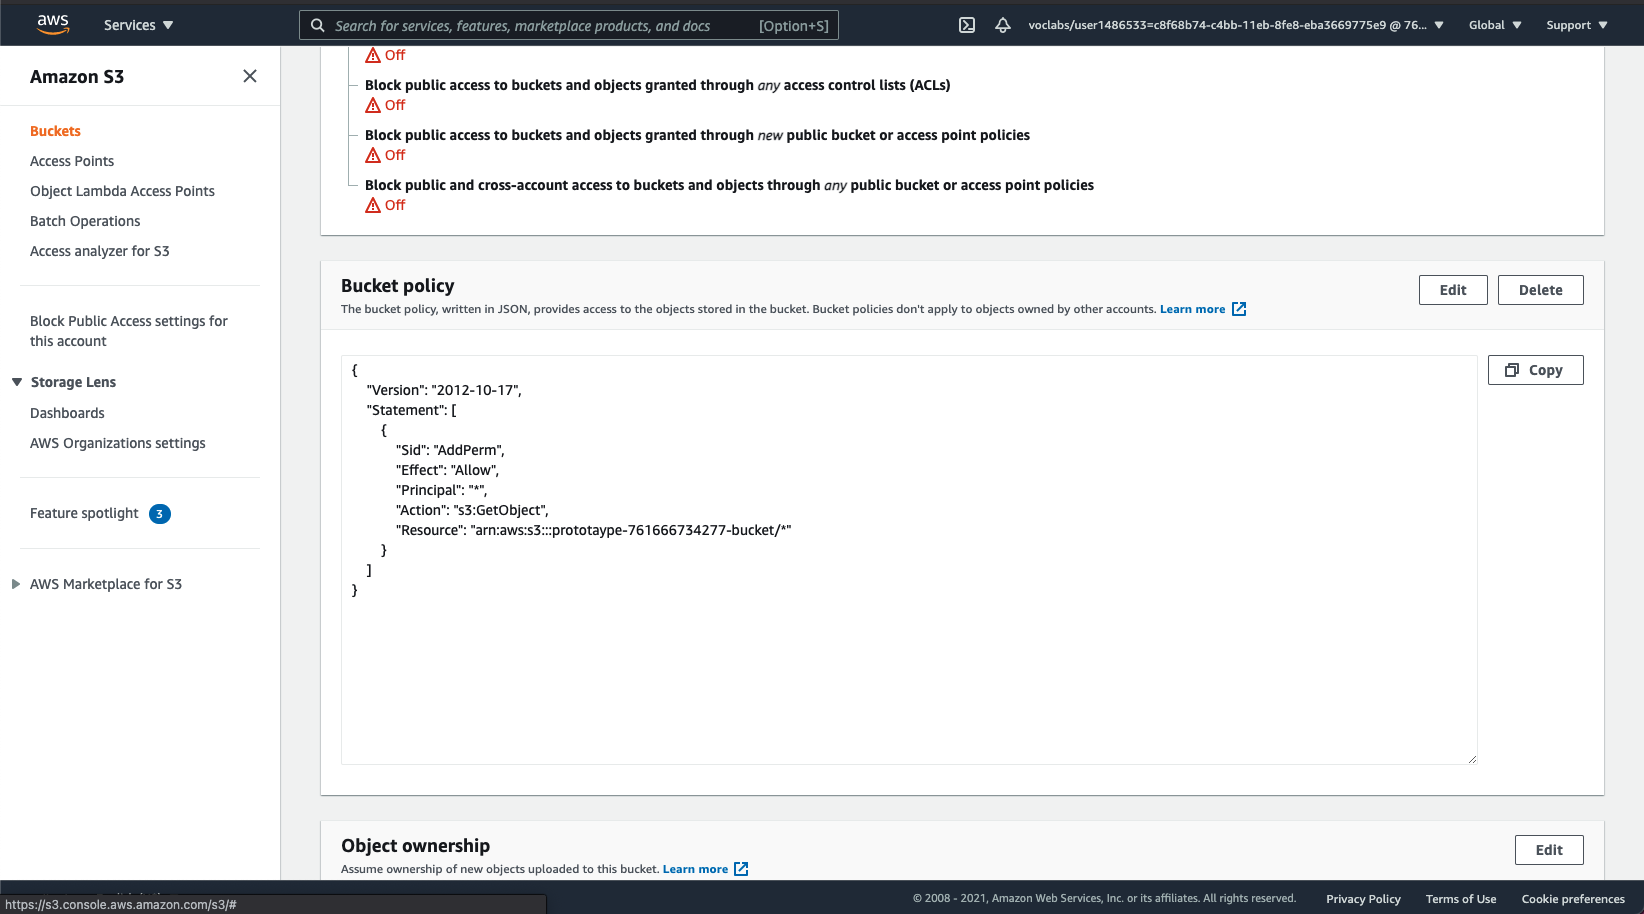 aws
Services
Search for services, features, marketplace products, and docs [Option+S]
voclabs/user1486533=c8f68b74-c4bb-11eb-8fe8-eba3669775e9 @ 76...
Global
Support
Amazon S3
Buckets
Access Points
Object Lambda Access Points
Batch Operations
Access analyzer for S3
Block Public Access settings for
this account
Storage Lens
Dashboards
AWS Organizations settings
Feature spotlight 3
AWS Marketplace for S3
Off
Block public access to buckets and objects granted through any access control lists (ACLs)
Off
Block public access to buckets and objects granted through new public bucket or access point policies
Off
Block public and cross-account access to buckets and objects through any public bucket or access point policies
Off
Bucket policy
The bucket policy, written in JSON, provides access to the objects stored in the bucket. Bucket policies don't apply to objects owned by other accounts. Learn more
Edit
Delete
{
"Version": "2012-10-17",
"Statement": [
{
"Sid": "AddPerm",
"Effect": "Allow",
"Principal": "*",
"Action": "s3:GetObject",
"Resource": "arn:aws:s3:::prototaype-761666734277-bucket/*"
}
]
}
Copy
Object ownership
Assume ownership of new objects uploaded to this bucket. Learn more
Edit
https://s3.console.aws.amazon.com/s3/#
© 2008 - 2021, Amazon Web Services, Inc. or its affiliates. All rights reserved.
Privacy Policy
Terms of Use
Cookie preferences